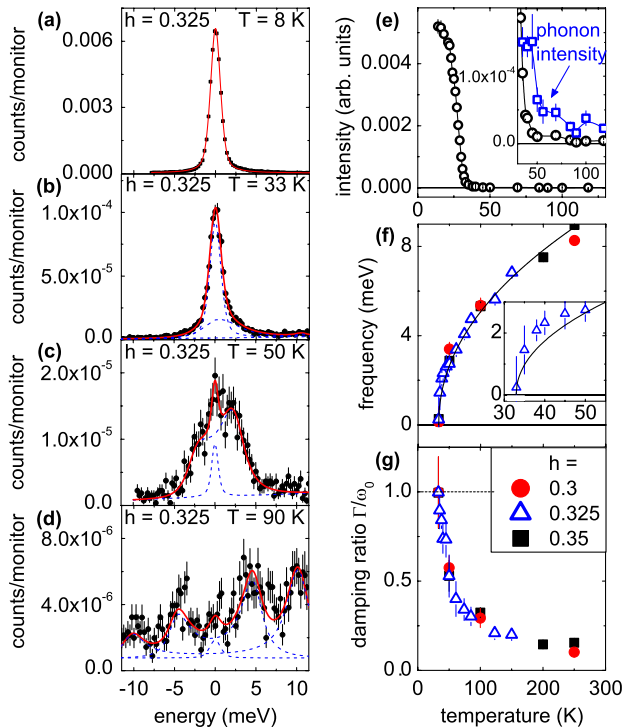 (a) h = 0.325 T = 8 K
0.006
0.003
0.000
counts/monitor
(b) h = 0.325 T = 33 K
1.0x10⁻⁴
5.0x10⁻⁵
0.0
counts/monitor
(c) h = 0.325 T = 50 K
2.0x10⁻⁵
1.0x10⁻⁵
0.0
counts/monitor
(d) h = 0.325 T = 90 K
8.0x10⁻⁶
4.0x10⁻⁶
0.0
counts/monitor
-10 -5 0 5 10
energy (meV)
(e)
intensity (arb. units)
0.004
0.002
0.000
0 50 100
phonon
intensity
1.0x10⁻⁴
0.0
50 100
(f)
frequency (meV)
8
4
0
2
0
30 40 50
(g)
damping ratio Γ/ω₀
1.0
0.5
0.0
h =
0.3
0.325
0.35
0 50 100 150 200 250 300
temperature (K)